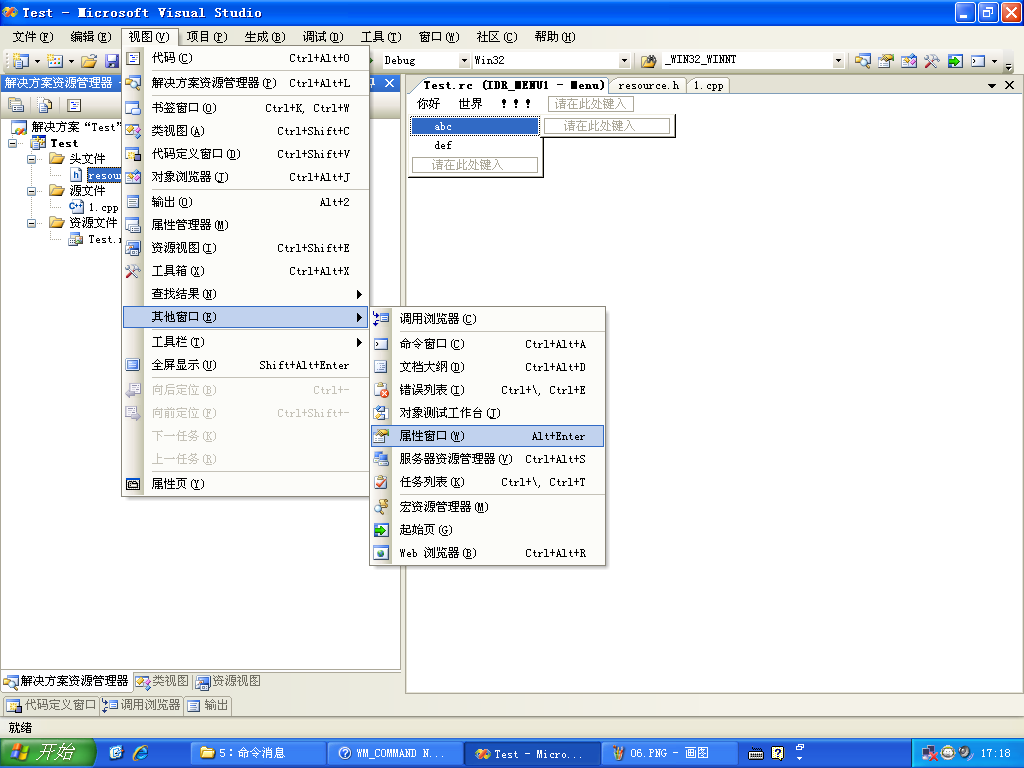 Test - Microsoft Visual Studio
文件(F) 编辑(E) 视图(V) 项目(P) 生成(B) 调试(D) 工具(T) 窗口(W) 社区(C) 帮助(H)
Debug Win32 _WIN32_WINNT
解决方案资源管理器 -
解决方案 “Test”
Test
头文件
resou
源文件
1.cpp
资源文件
Test.r
代码(C) Ctrl+Alt+0
解决方案资源管理器(P) Ctrl+Alt+L
书签窗口(O) Ctrl+K, Ctrl+W
类视图(A) Ctrl+Shift+C
代码定义窗口(D) Ctrl+Shift+V
对象浏览器(J) Ctrl+Alt+J
输出(O) Alt+2
属性管理器(M)
资源视图(I) Ctrl+Shift+E
工具箱(X) Ctrl+Alt+X
查找结果(N)
其他窗口(E)
工具栏(T)
全屏显示(U) Shift+Alt+Enter
向后定位(B) Ctrl+-
向前定位(F) Ctrl+Shift+-
下一任务(K)
上一任务(R)
属性页(Y)
调用浏览器(C)
命令窗口(C) Ctrl+Alt+A
文档大纲(D) Ctrl+Alt+D
错误列表(I) Ctrl+\, Ctrl+E
对象测试工作台(J)
属性窗口(W) Alt+Enter
服务器资源管理器(V) Ctrl+Alt+S
任务列表(K) Ctrl+\, Ctrl+T
宏资源管理器(M)
起始页(G)
Web 浏览器(B) Ctrl+Alt+R
Test.rc (IDR_MENU1 - Menu) resource.h 1.cpp
你好 世界 !!! 请在此处键入
abc 请在此处键入
def
请在此处键入
解决方案资源管理器 类视图 资源视图
代码定义窗口 调用浏览器 输出
就绪
开始 5：命令消息 WM_COMMAND N... Test - Micro... 06.PNG - 画图 17:18